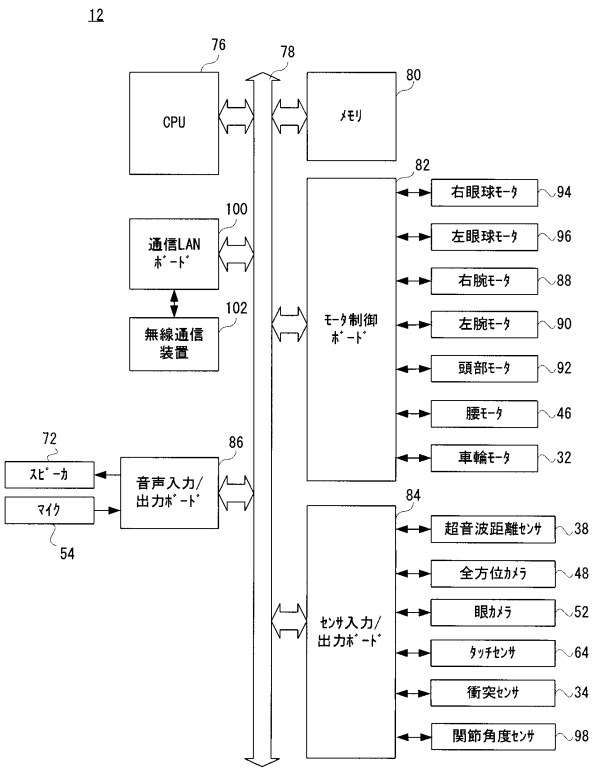 12
76
78
80
CPU
ﾒﾓﾘ
82
100
通信LAN
ﾎﾞｰﾄﾞ
102
無線通信
装置
ﾓｰﾀ制御
ﾎﾞｰﾄﾞ
右眼球ﾓｰﾀ 94
左眼球ﾓｰﾀ 96
右腕ﾓｰﾀ 88
左腕ﾓｰﾀ 90
頭部ﾓｰﾀ 92
腰ﾓｰﾀ 46
車輪ﾓｰﾀ 32
72
86
ｽﾋﾟｰｶ
ﾏｲｸ
54
音声入力/
出力ﾎﾞｰﾄﾞ
84
ｾﾝｻ入力/
出力ﾎﾞｰﾄﾞ
超音波距離ｾﾝｻ 38
全方位ｶﾒﾗ 48
眼ｶﾒﾗ 52
ﾀｯﾁｾﾝｻ 64
衝突ｾﾝｻ 34
関節角度ｾﾝｻ 98